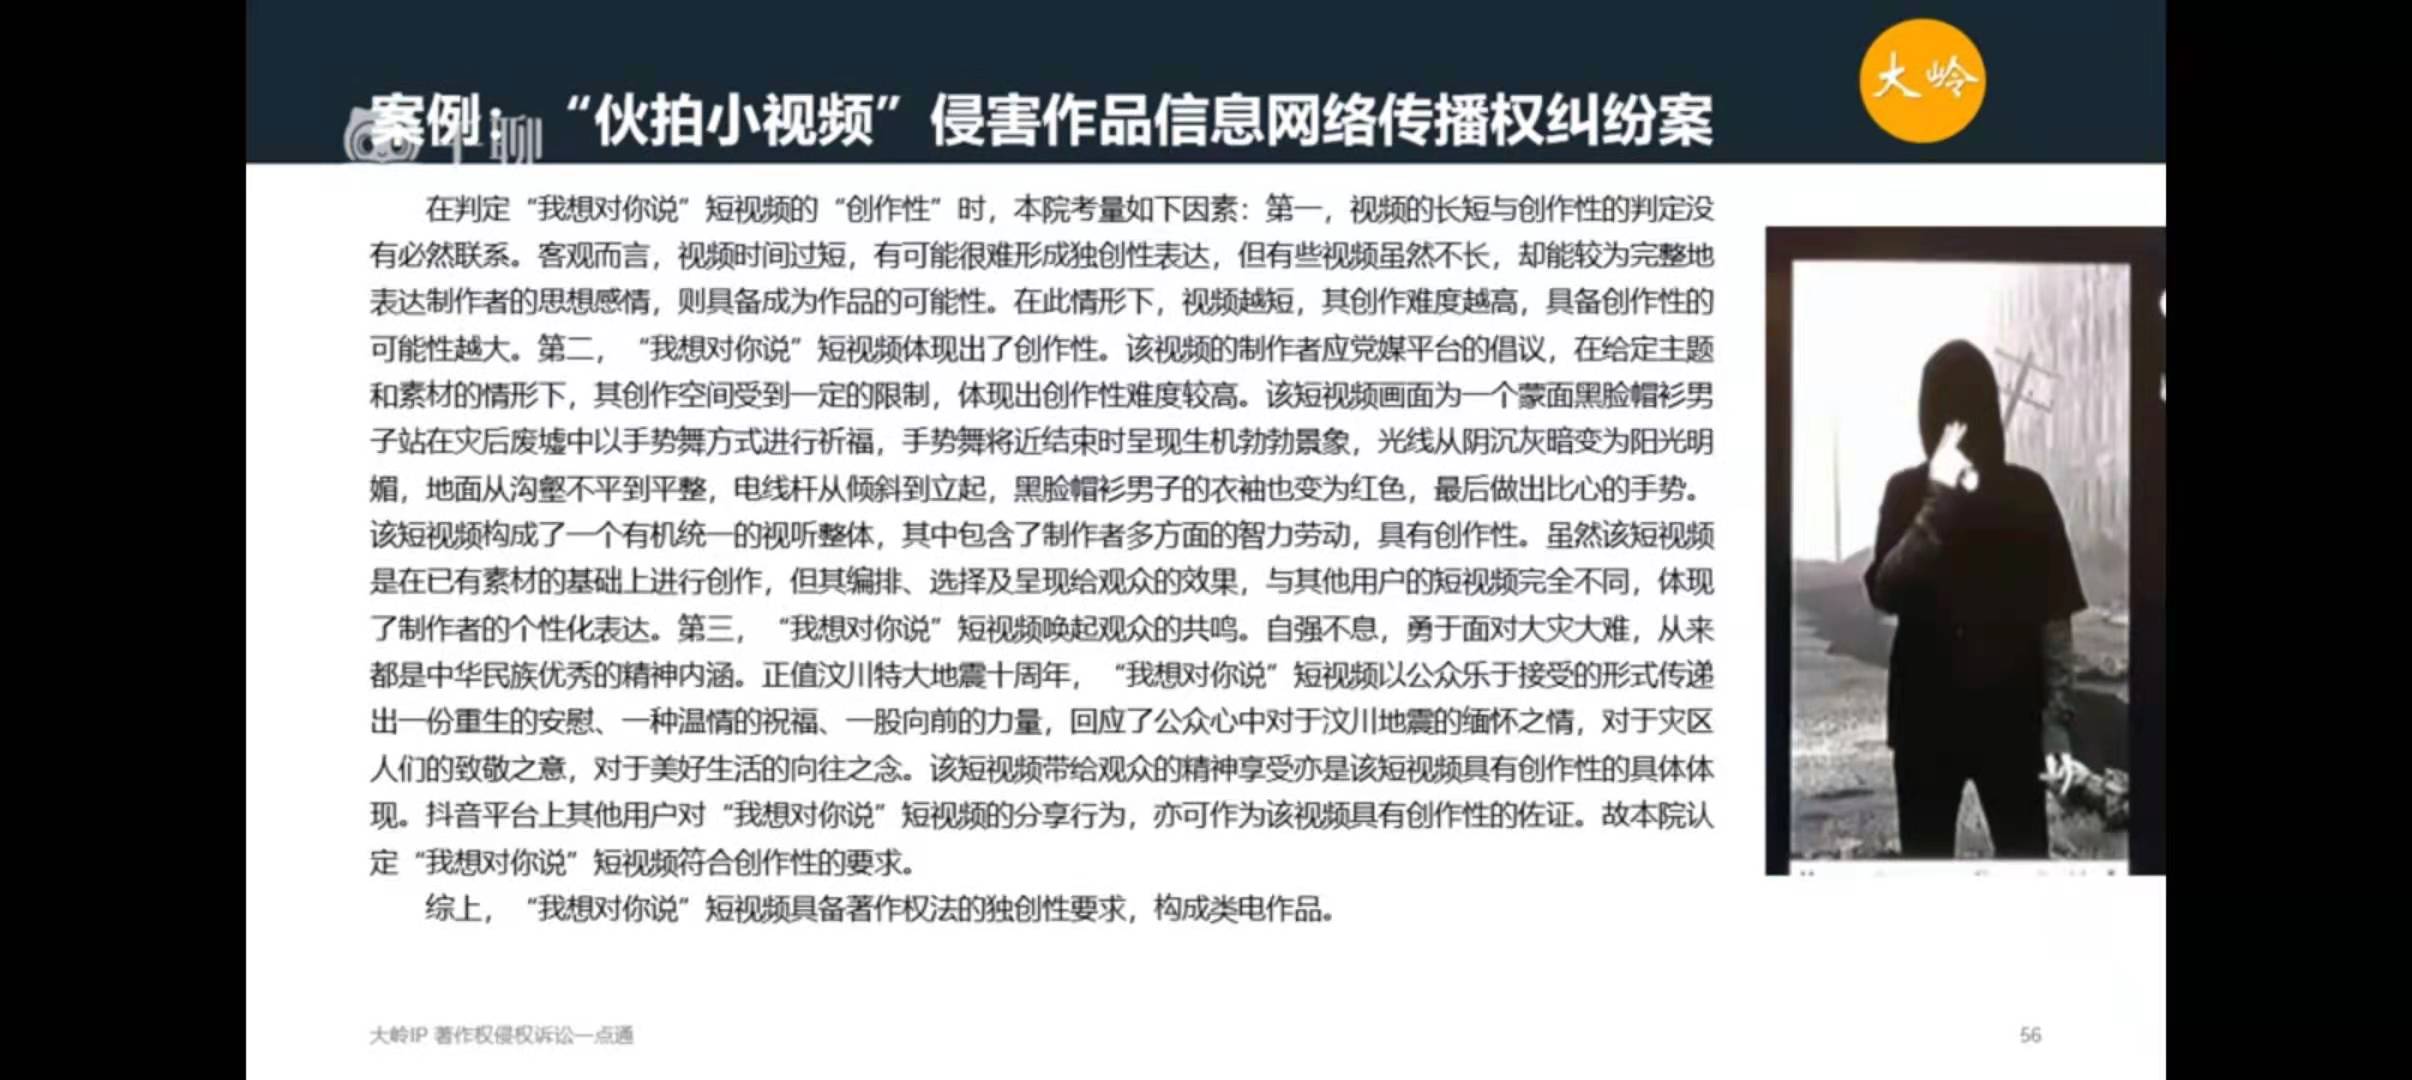 案例：“伙拍小视频”侵害作品信息网络传播权纠纷案
大岭
在判定“我想对你说”短视频的“创作性”时，本院考量如下因素：第一，视频的长短与创作性的判定没
有必然联系。客观而言，视频时间过短，有可能很难形成独创性表达，但有些视频虽然不长，却能较为完整地
表达制作者的思想感情，则具备成为作品的可能性。在此情形下，视频越短，其创作难度越高，具备创作性的
可能性越大。第二，“我想对你说”短视频体现出了创作性。该视频的制作者应党媒平台的倡议，在给定主题
和素材的情形下，其创作空间受到一定的限制，体现出创作性难度较高。该短视频画面为一个蒙面黑脸帽衫男
子站在灾后废墟中以手势舞方式进行祈福，手势舞将近结束时呈现生机勃勃景象，光线从阴沉灰暗变为阳光明
媚，地面从沟壑不平到平整，电线杆从倾斜到立起，黑脸帽衫男子的衣袖也变为红色，最后做出比心的手势。
该短视频构成了一个有机统一的视听整体，其中包含了制作者多方面的智力劳动，具有创作性。虽然该短视频
是在已有素材的基础上进行创作，但其编排、选择及呈现给观众的效果，与其他用户的短视频完全不同，体现
了制作者的个性化表达。第三，“我想对你说”短视频唤起观众的共鸣。自强不息，勇于面对大灾大难，从来
都是中华民族优秀的精神内涵。正值汶川特大地震十周年，“我想对你说”短视频以公众乐于接受的形式传递
出一份重生的安慰、一种温情的祝福、一股向前的力量，回应了公众心中对于汶川地震的缅怀之情，对于灾区
人们的致敬之意，对于美好生活的向往之念。该短视频带给观众的精神享受亦是该短视频具有创作性的具体体
现。抖音平台上其他用户对“我想对你说”短视频的分享行为，亦可作为该视频具有创作性的佐证。故本院认
定“我想对你说”短视频符合创作性的要求。
综上，“我想对你说”短视频具备著作权法的独创性要求，构成类电作品。
大岭IP 著作权侵权诉讼一点通
56